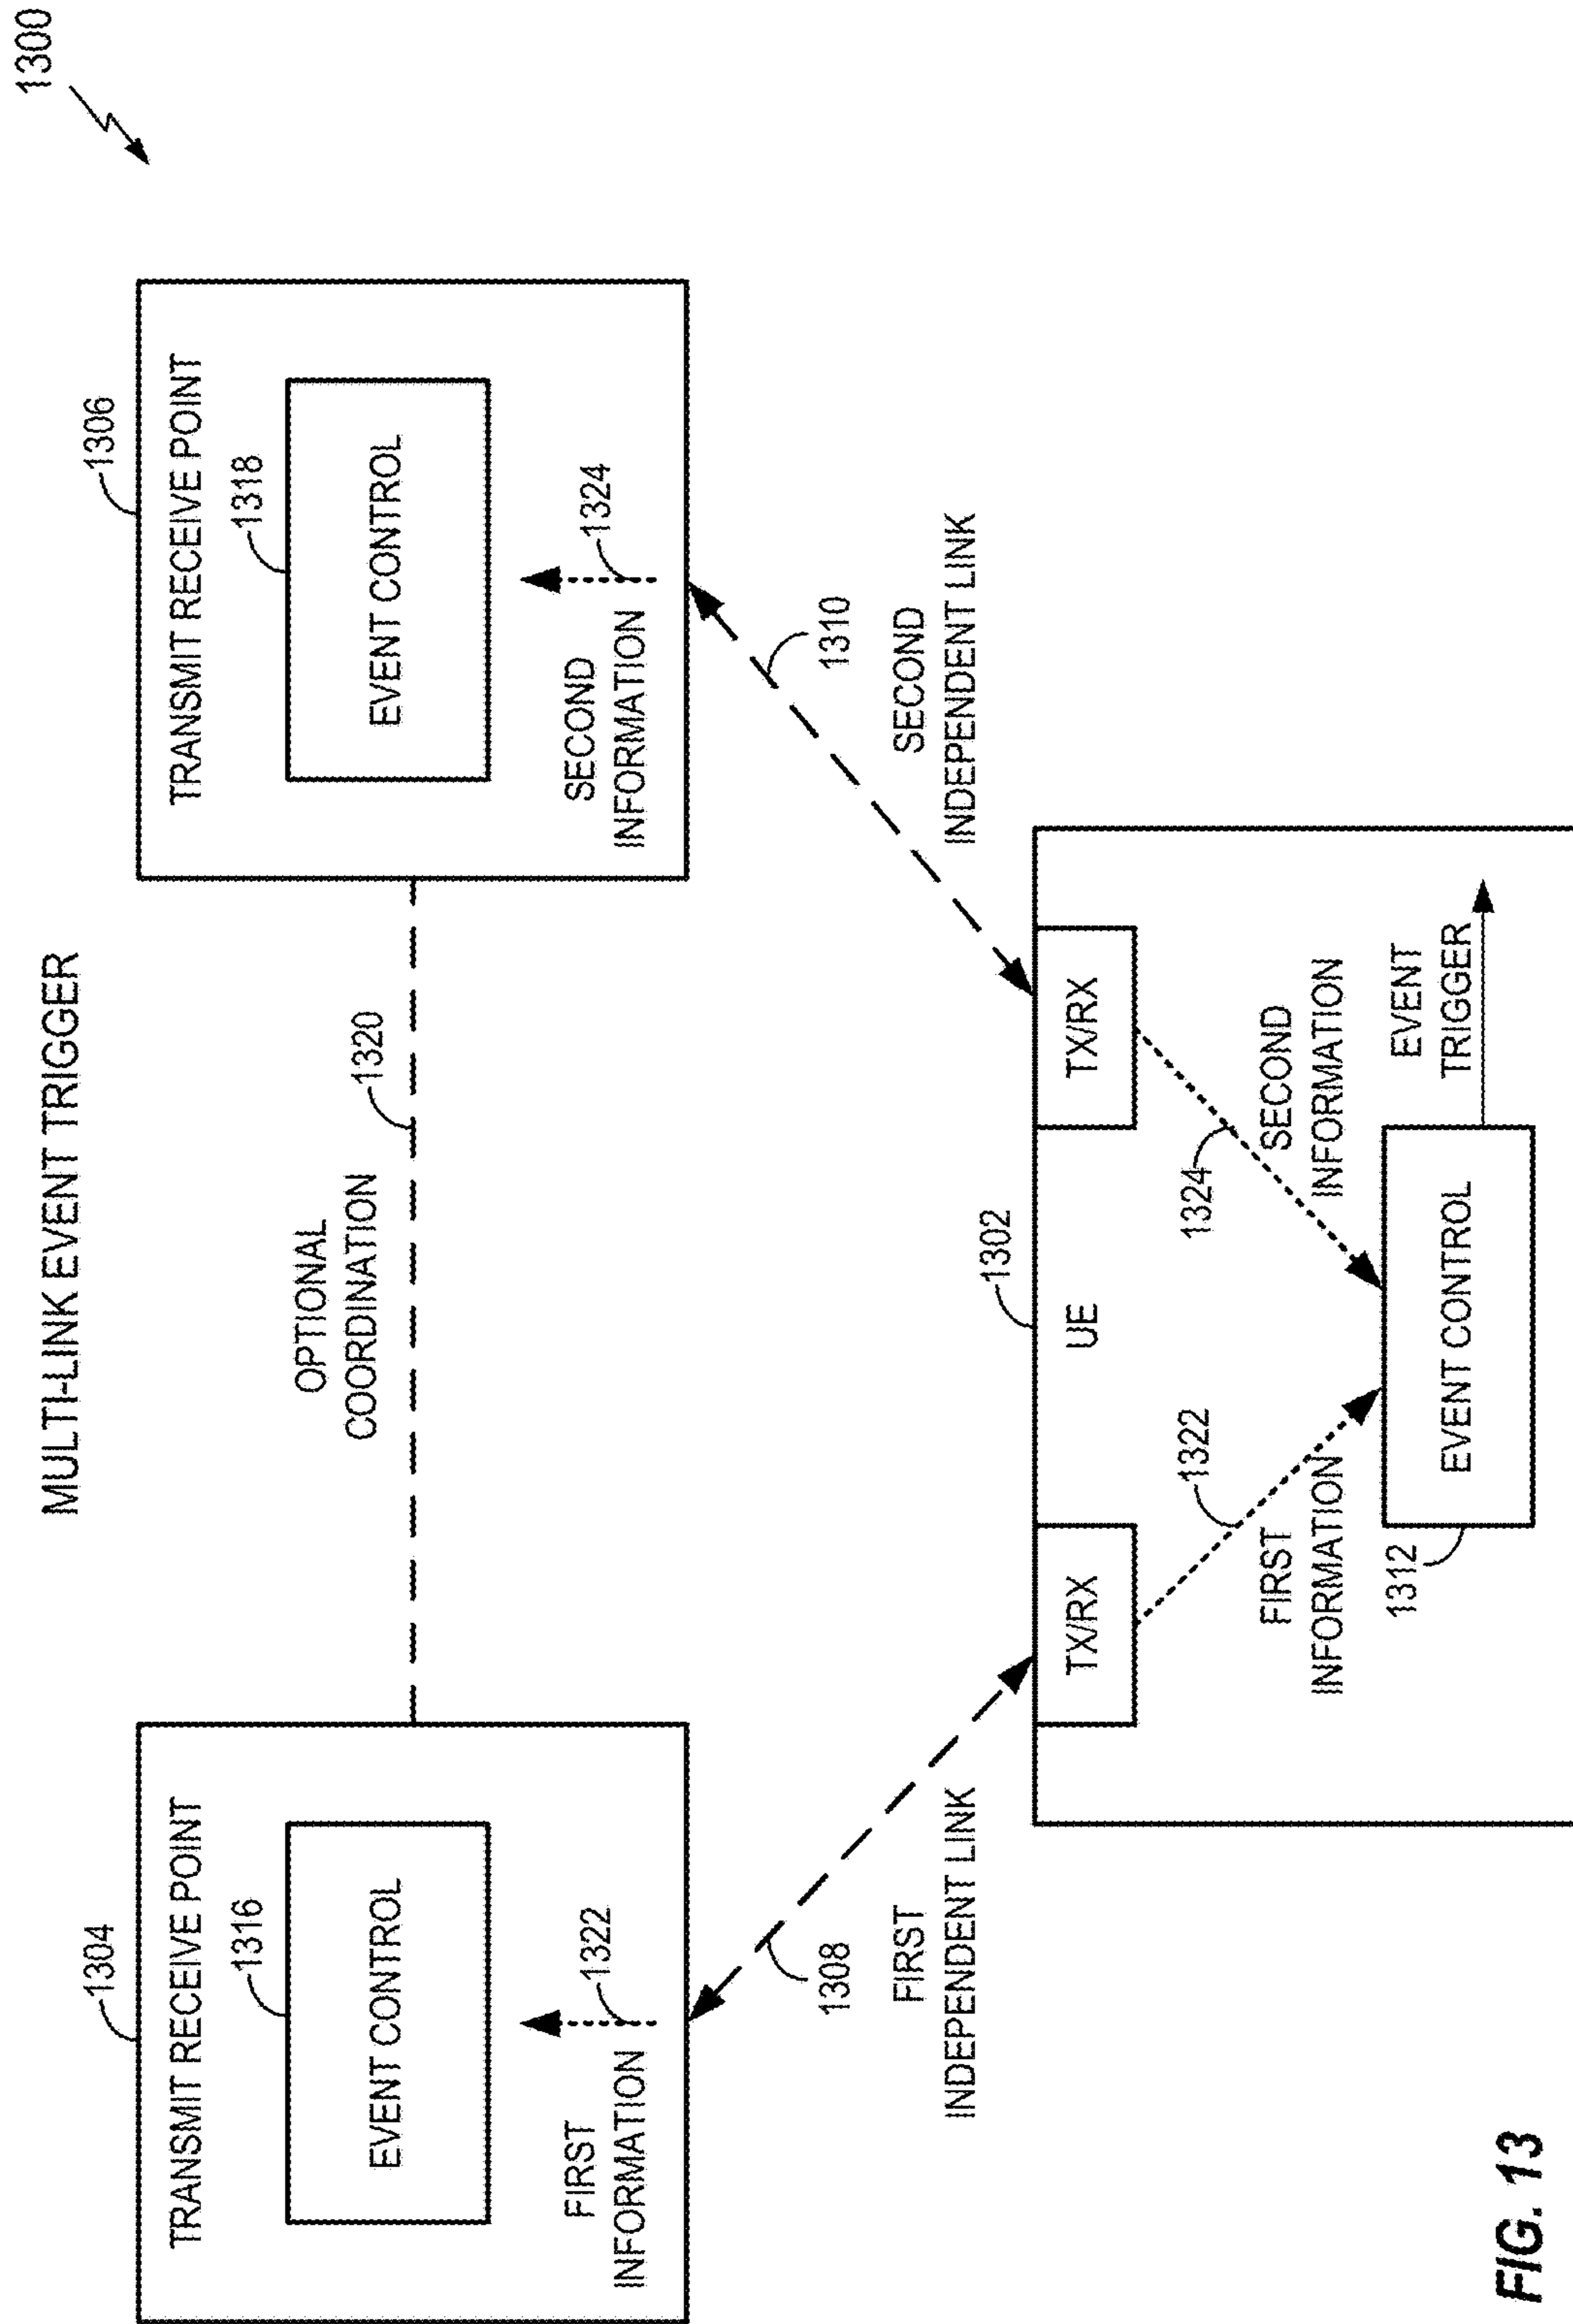 1300
MULTI-LINK EVENT TRIGGER
1304
TRANSMIT RECEIVE POINT
1316
EVENT CONTROL
FIRST
INFORMATION
1322
OPTIONAL
COORDINATION
1320
1306
TRANSMIT RECEIVE POINT
1318
EVENT CONTROL
SECOND
INFORMATION
1324
1308
FIRST
INDEPENDENT LINK
1310
SECOND
INDEPENDENT LINK
1302
TX/RX
UE
TX/RX
1322
FIRST
INFORMATION
1324
SECOND
INFORMATION
1312
EVENT CONTROL
EVENT
TRIGGER
FIG. 13